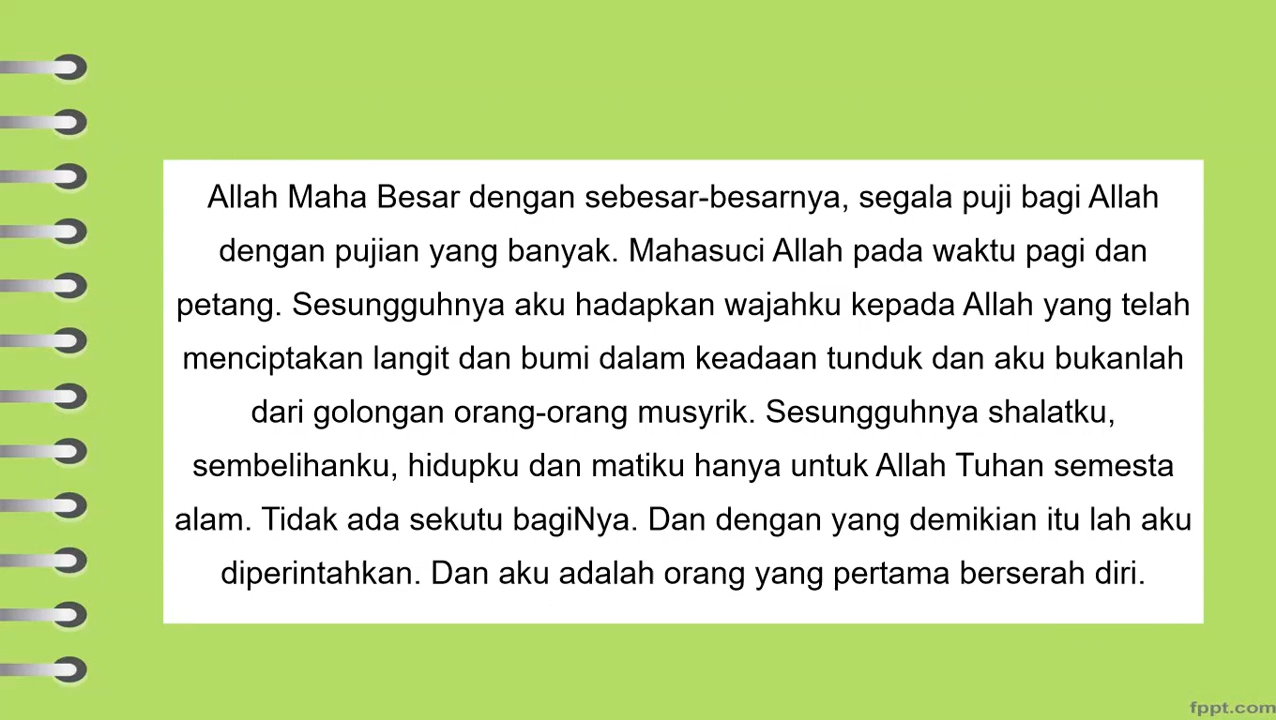 Allah Maha Besar dengan sebesar-besarnya, segala puji bagi Allah
dengan pujian yang banyak. Mahasuci Allah pada waktu pagi dan
petang. Sesungguhnya aku hadapkan wajahku kepada Allah yang telah
menciptakan langit dan bumi dalam keadaan tunduk dan aku bukanlah
dari golongan orang-orang musyrik. Sesungguhnya shalatku,
sembelihanku, hidupku dan matiku hanya untuk Allah Tuhan semesta
alam. Tidak ada sekutu bagiNya. Dan dengan yang demikian itu lah aku
diperintahkan. Dan aku adalah orang yang pertama berserah diri.
fppt.com